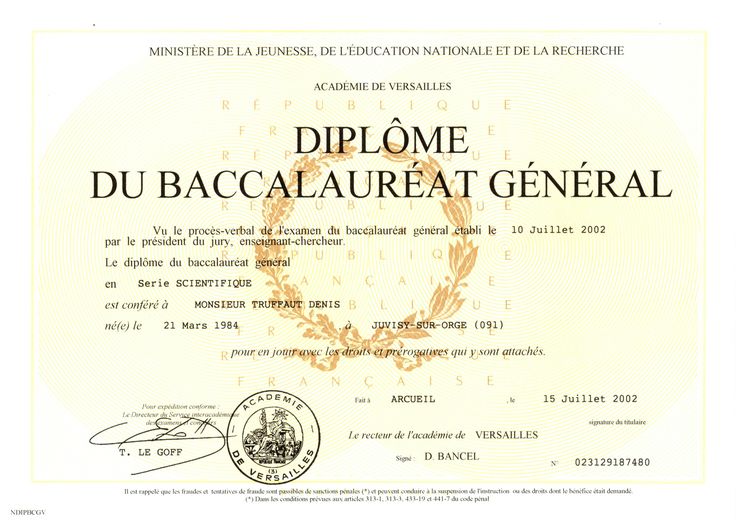 MINISTÈRE DE LA JEUNESSE, DE L'ÉDUCATION NATIONALE ET DE LA RECHERCHE
ACADÉMIE DE VERSAILLES
RÉPUBLIQUE
FRANÇAISE
DIPLÔME
DU BACCALAURÉAT GÉNÉRAL
Vu le procès-verbal de l'examen du baccalauréat général établi le 10 Juillet 2002
par le président du jury, enseignant-chercheur.
Le diplôme du baccalauréat général
en Serie SCIENTIFIQUE
est conféré à MONSIEUR TRUFFAUT DENIS
né(e) le 21 Mars 1984 , à JUVISY-SUR-ORGE (091)
pour en jouir avec les droits et prérogatives qui y sont attachés.
FRANÇAISE
Pour expédition conforme :
Le Directeur du Service interacadémique
des examens et concours
T. LE GOFF
ACADÉMIE DE VERSAILLES
(3)
Fait à ARCUEIL , le 15 Juillet 2002
signature du titulaire
Le recteur de l'académie de VERSAILLES
Signé : D. BANCEL
N° 023129187480
Il est rappelé que les fraudes et tentatives de fraude sont passibles de sanctions pénales (*) et peuvent conduire à la suspension de l'instruction ou des droits dont le bénéfice était demandé.
(*) Dans les conditions prévues aux articles 313-1, 313-3, 433-19 et 441-7 du code pénal
NDIPBCGV